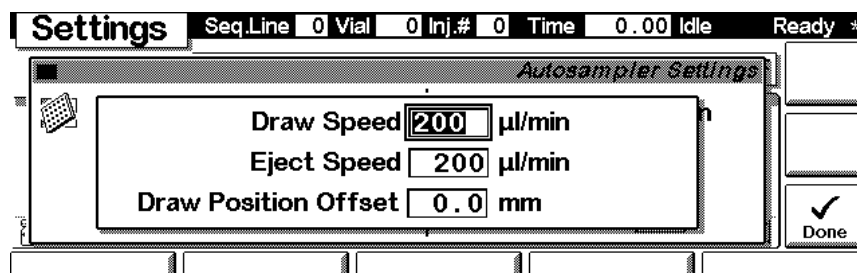 Settings Seq.Line 0 Vial 0 Inj.# 0 Time 0.00 Idle Ready *
Autosampler Settings
Draw Speed 200 µl/min
Eject Speed 200 µl/min
Draw Position Offset 0.0 mm
Done